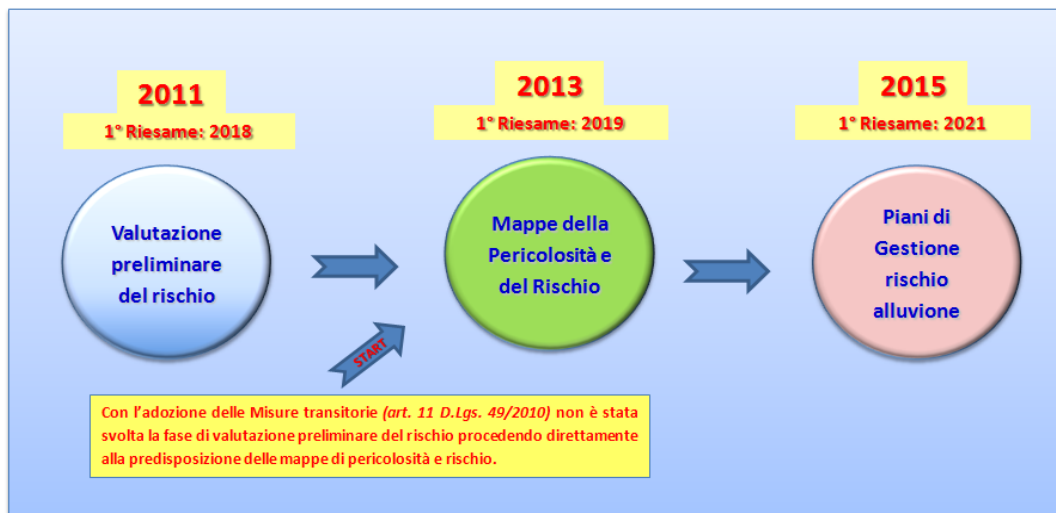 2011
1° Riesame: 2018
2013
1° Riesame: 2019
2015
1° Riesame: 2021
Valutazione
preliminare
del rischio
Mappe della
Pericolosità e
del Rischio
Piani di
Gestione
rischio
alluvione
START
Con l'adozione delle Misure transitorie (art. 11 D.Lgs. 49/2010) non è stata
svolta la fase di valutazione preliminare del rischio procedendo direttamente
alla predisposizione delle mappe di pericolosità e rischio.